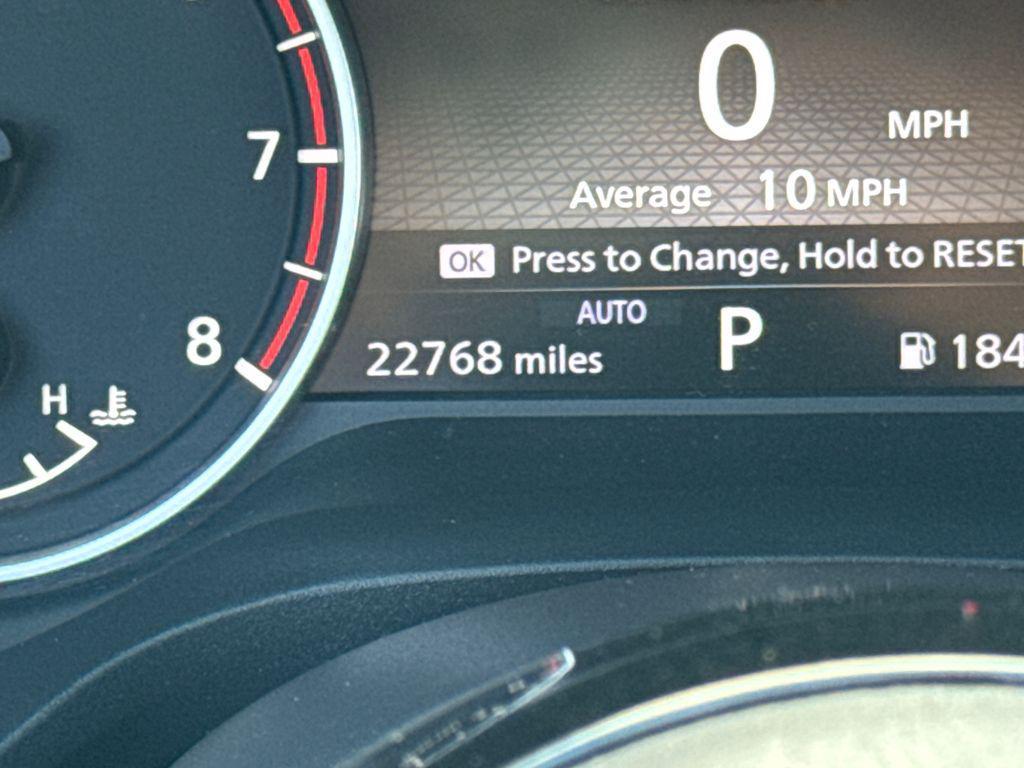 0 MPH
7
Average 10 MPH
OK Press to Change, Hold to RESET
AUTO
8
22768 miles P 184
H